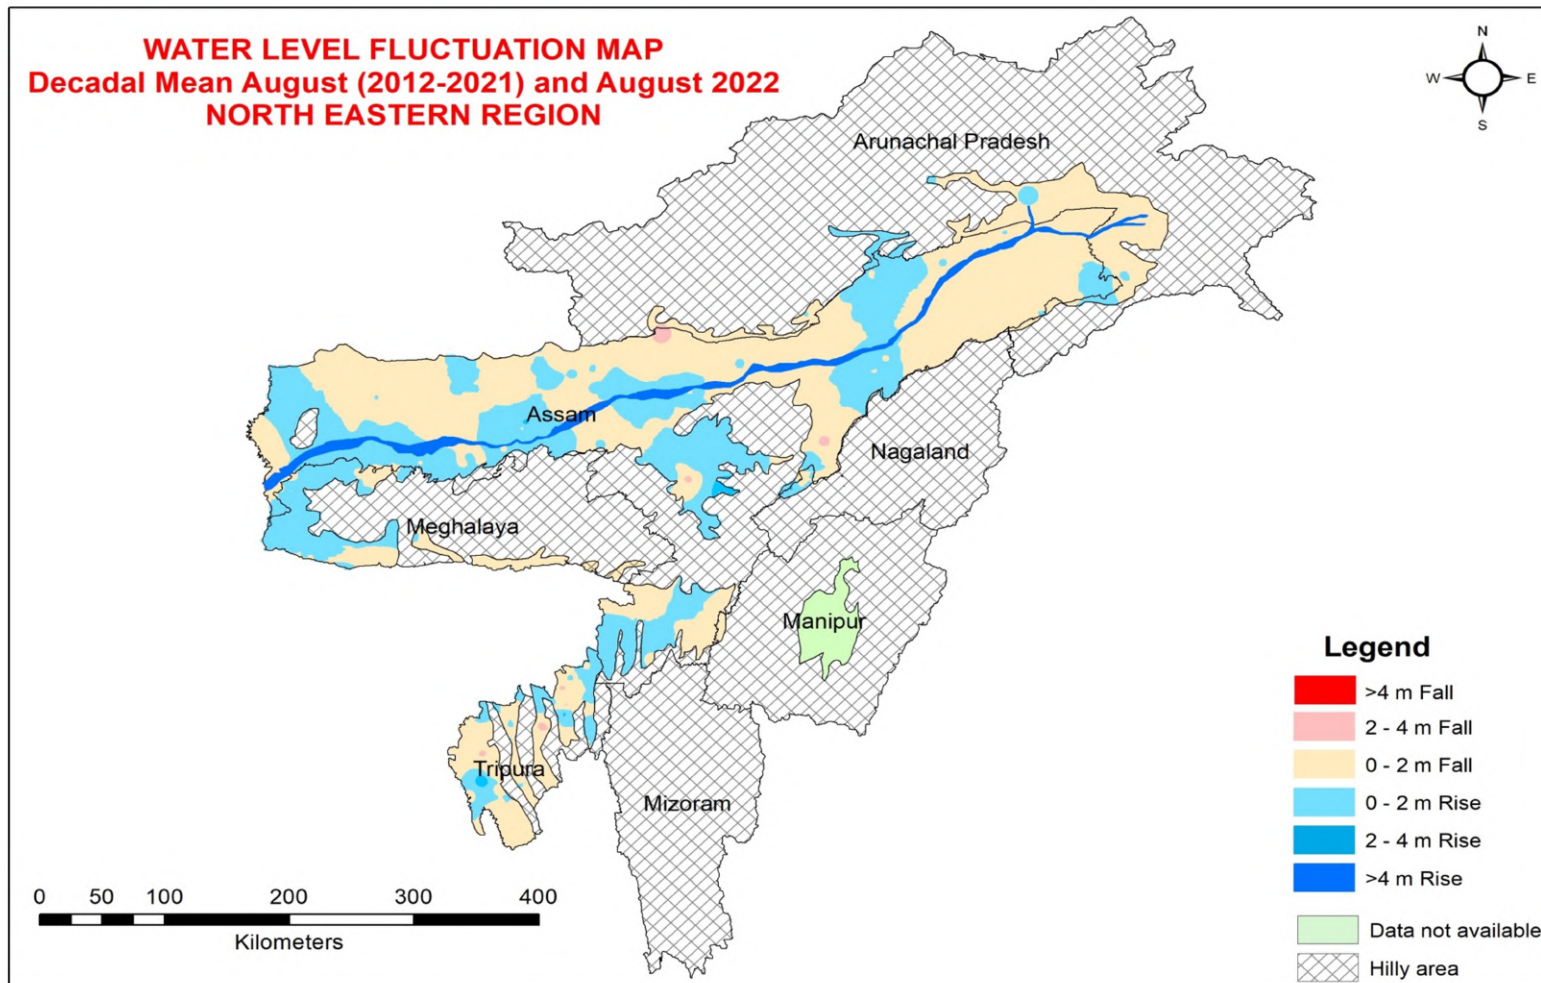 WATER LEVEL FLUCTUATION MAP
Decadal Mean August (2012-2021) and August 2022
NORTH EASTERN REGION
N
W E
S
Arunachal Pradesh
Assam
Nagaland
Meghalaya
Manipur
Tripura
Mizoram
Legend
>4 m Fall
2 - 4 m Fall
0 - 2 m Fall
0 - 2 m Rise
2 - 4 m Rise
>4 m Rise
Data not available
Hilly area
0 50 100 200 300 400
Kilometers